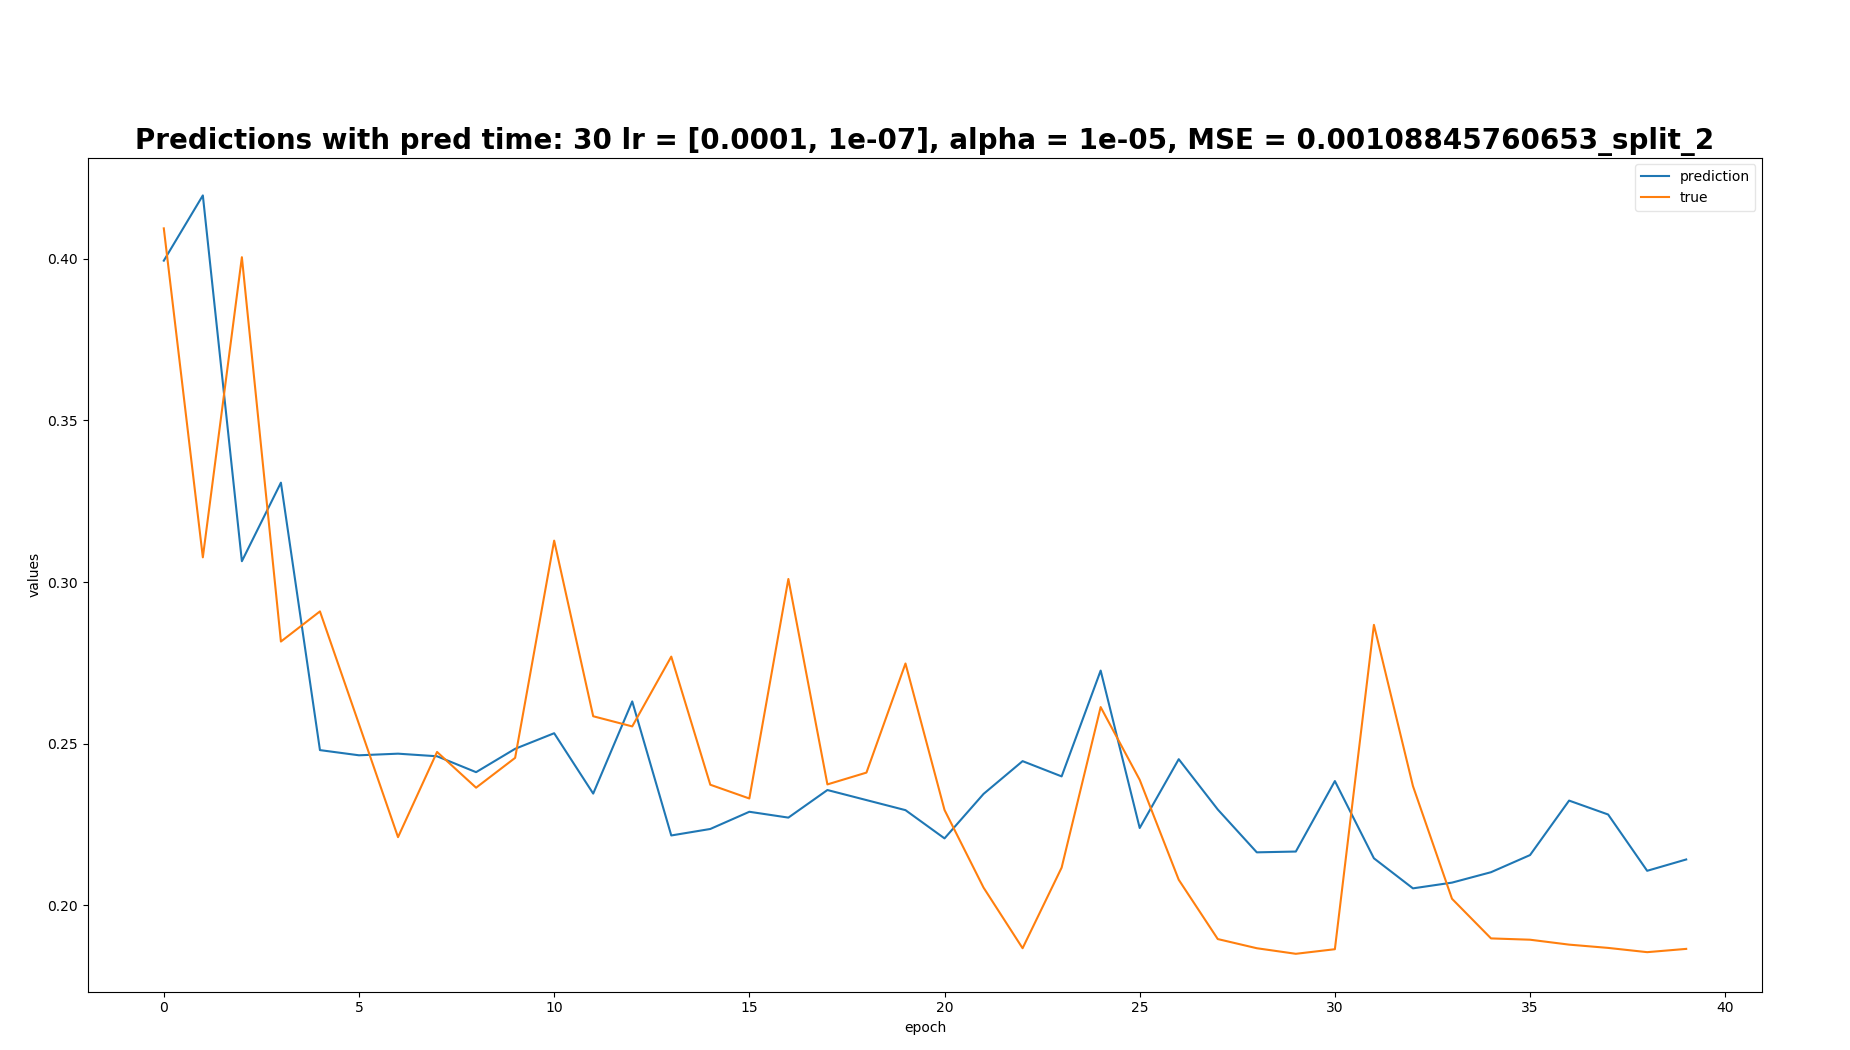 Predictions with pred time: 30 lr = [0.0001, 1e-07], alpha = 1e-05, MSE = 0.00108845760653_split_2
prediction
true
values
0.40
0.35
0.30
0.25
0.20
0 5 10 15 20 25 30 35 40
epoch